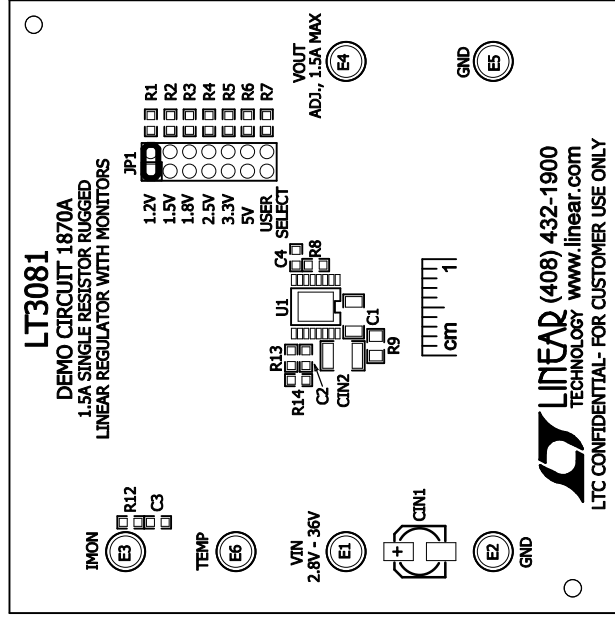 LT3081
DEMO CIRCUIT 1870A
1.5A SINGLE RESISTOR RUGGED
LINEAR REGULATOR WITH MONITORS
IMON
E3
R12
C3
TEMP
E6
VIN
2.8V - 36V
E1
CIN1
+
E2
GND
R13
R14
C2
CIN2
U1
C4
R8
C1
R9
cm
1
JP1
1.2V
1.5V
1.8V
2.5V
3.3V
5V
USER
SELECT
R1
R2
R3
R4
R5
R6
R7
VOUT
ADJ., 1.5A MAX
E4
GND
E5
LINEAR (408) 432-1900
TECHNOLOGY www.linear.com
LTC CONFIDENTIAL- FOR CUSTOMER USE ONLY